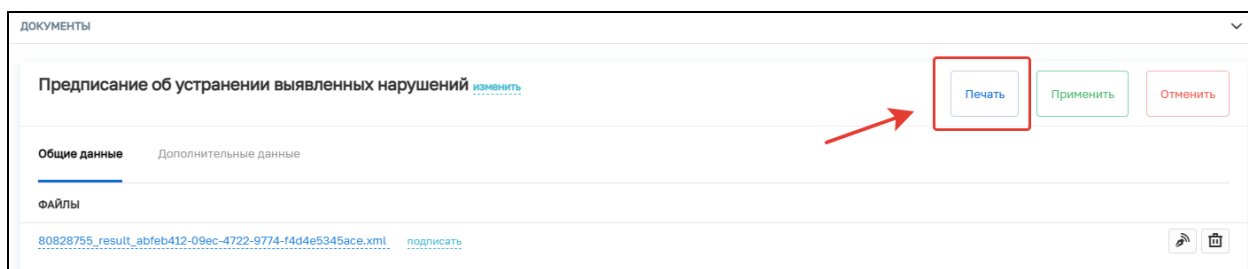 ДОКУМЕНТЫ
Предписание об устранении выявленных нарушений изменить
Печать
Применить
Отменить
Общие данные
Дополнительные данные
ФАЙЛЫ
80828755_result_abfeb412-09ec-4722-9774-f4d4e5345ace.xml подписать